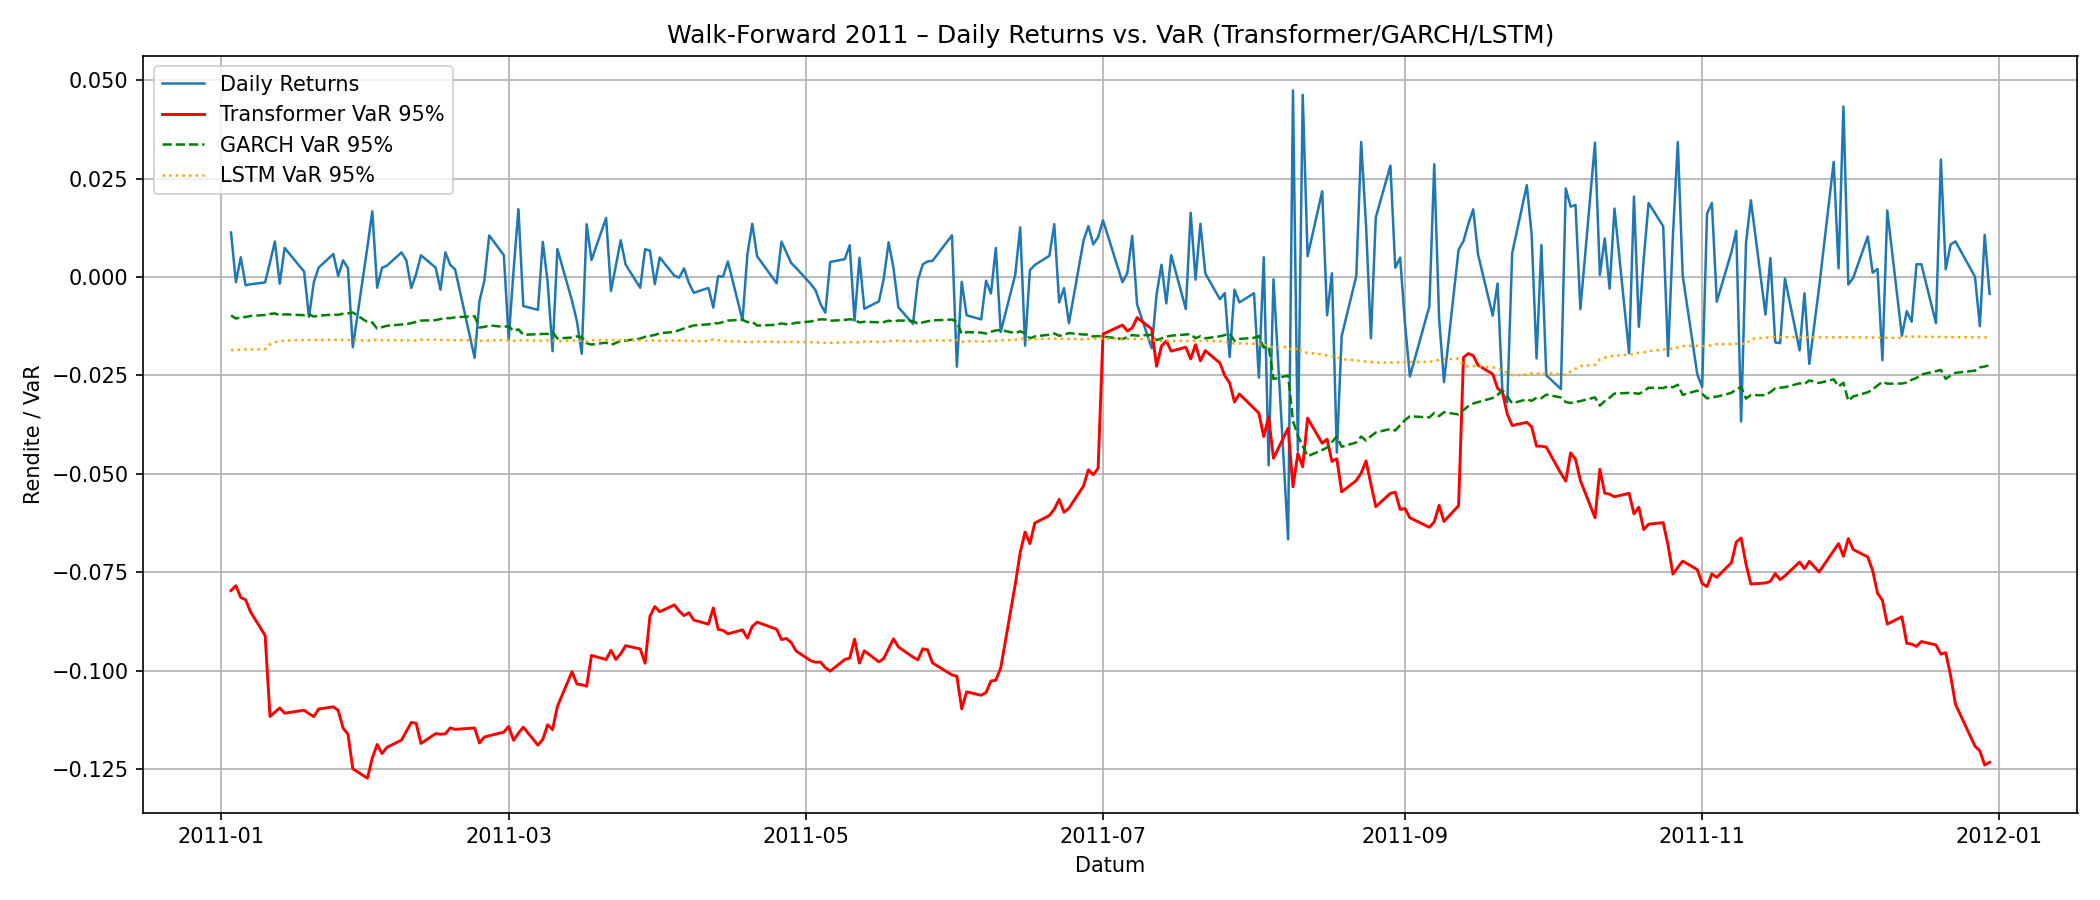 Walk-Forward 2011 – Daily Returns vs. VaR (Transformer/GARCH/LSTM)
Daily Returns
Transformer VaR 95%
GARCH VaR 95%
LSTM VaR 95%
Rendite / VaR
0.050
0.025
0.000
−0.025
−0.050
−0.075
−0.100
−0.125
2011-01
2011-03
2011-05
2011-07
2011-09
2011-11
2012-01
Datum